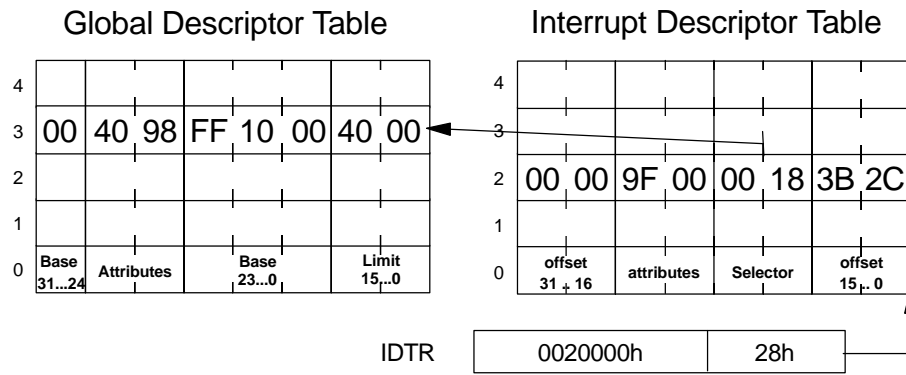 Global Descriptor Table
4
3 00 40 98 FF 10 00 40 00
2
1
0 Base 31...24 Attributes Base 23...0 Limit 15...0
Interrupt Descriptor Table
4
3
2 00 00 9F 00 00 18 3B 2C
1
0 offset 31 .. 16 attributes Selector offset 15 .. 0
IDTR 0020000h 28h